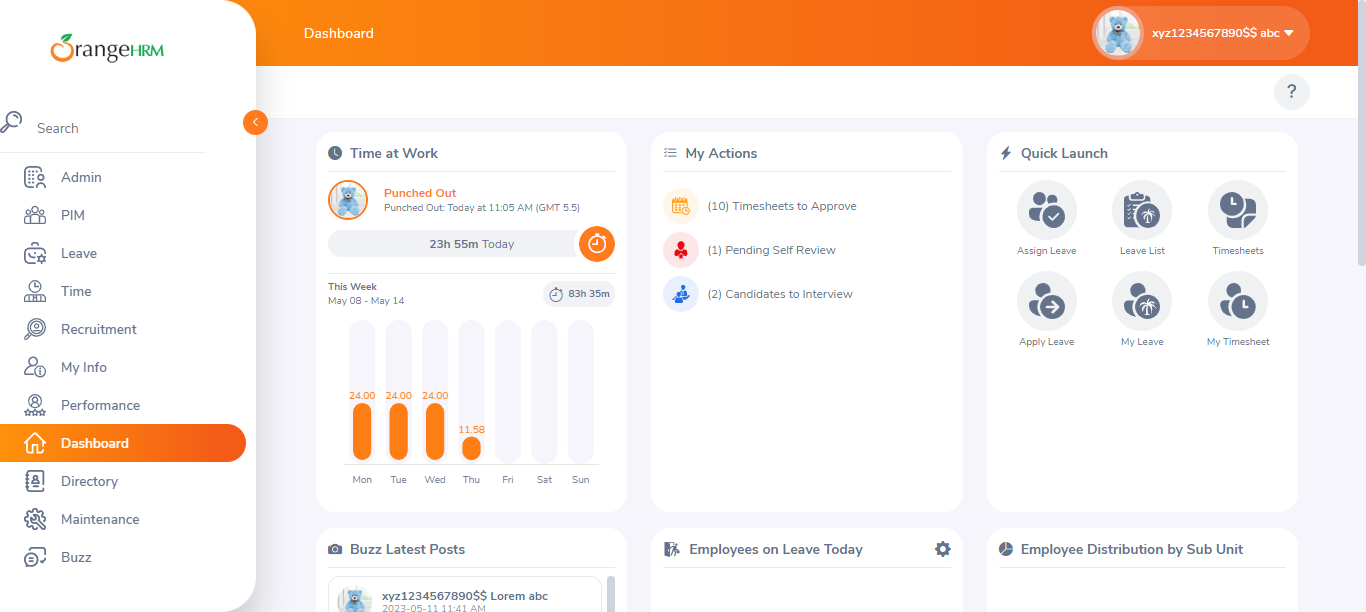 OrangeHRM
Dashboard
xyz1234567890$$ abc
?
Search
Admin
PIM
Leave
Time
Recruitment
My Info
Performance
Dashboard
Directory
Maintenance
Buzz
Time at Work
Punched Out
Punched Out: Today at 11:05 AM (GMT 5.5)
23h 55m Today
This Week
May 08 - May 14
83h 35m
24.00 24.00 24.00 11.58
Mon Tue Wed Thu Fri Sat Sun
My Actions
(10) Timesheets to Approve
(1) Pending Self Review
(2) Candidates to Interview
Quick Launch
Assign Leave Leave List Timesheets
Apply Leave My Leave My Timesheet
Buzz Latest Posts
xyz1234567890$$ Lorem abc
2023-05-11 11:41 AM
Employees on Leave Today
Employee Distribution by Sub Unit